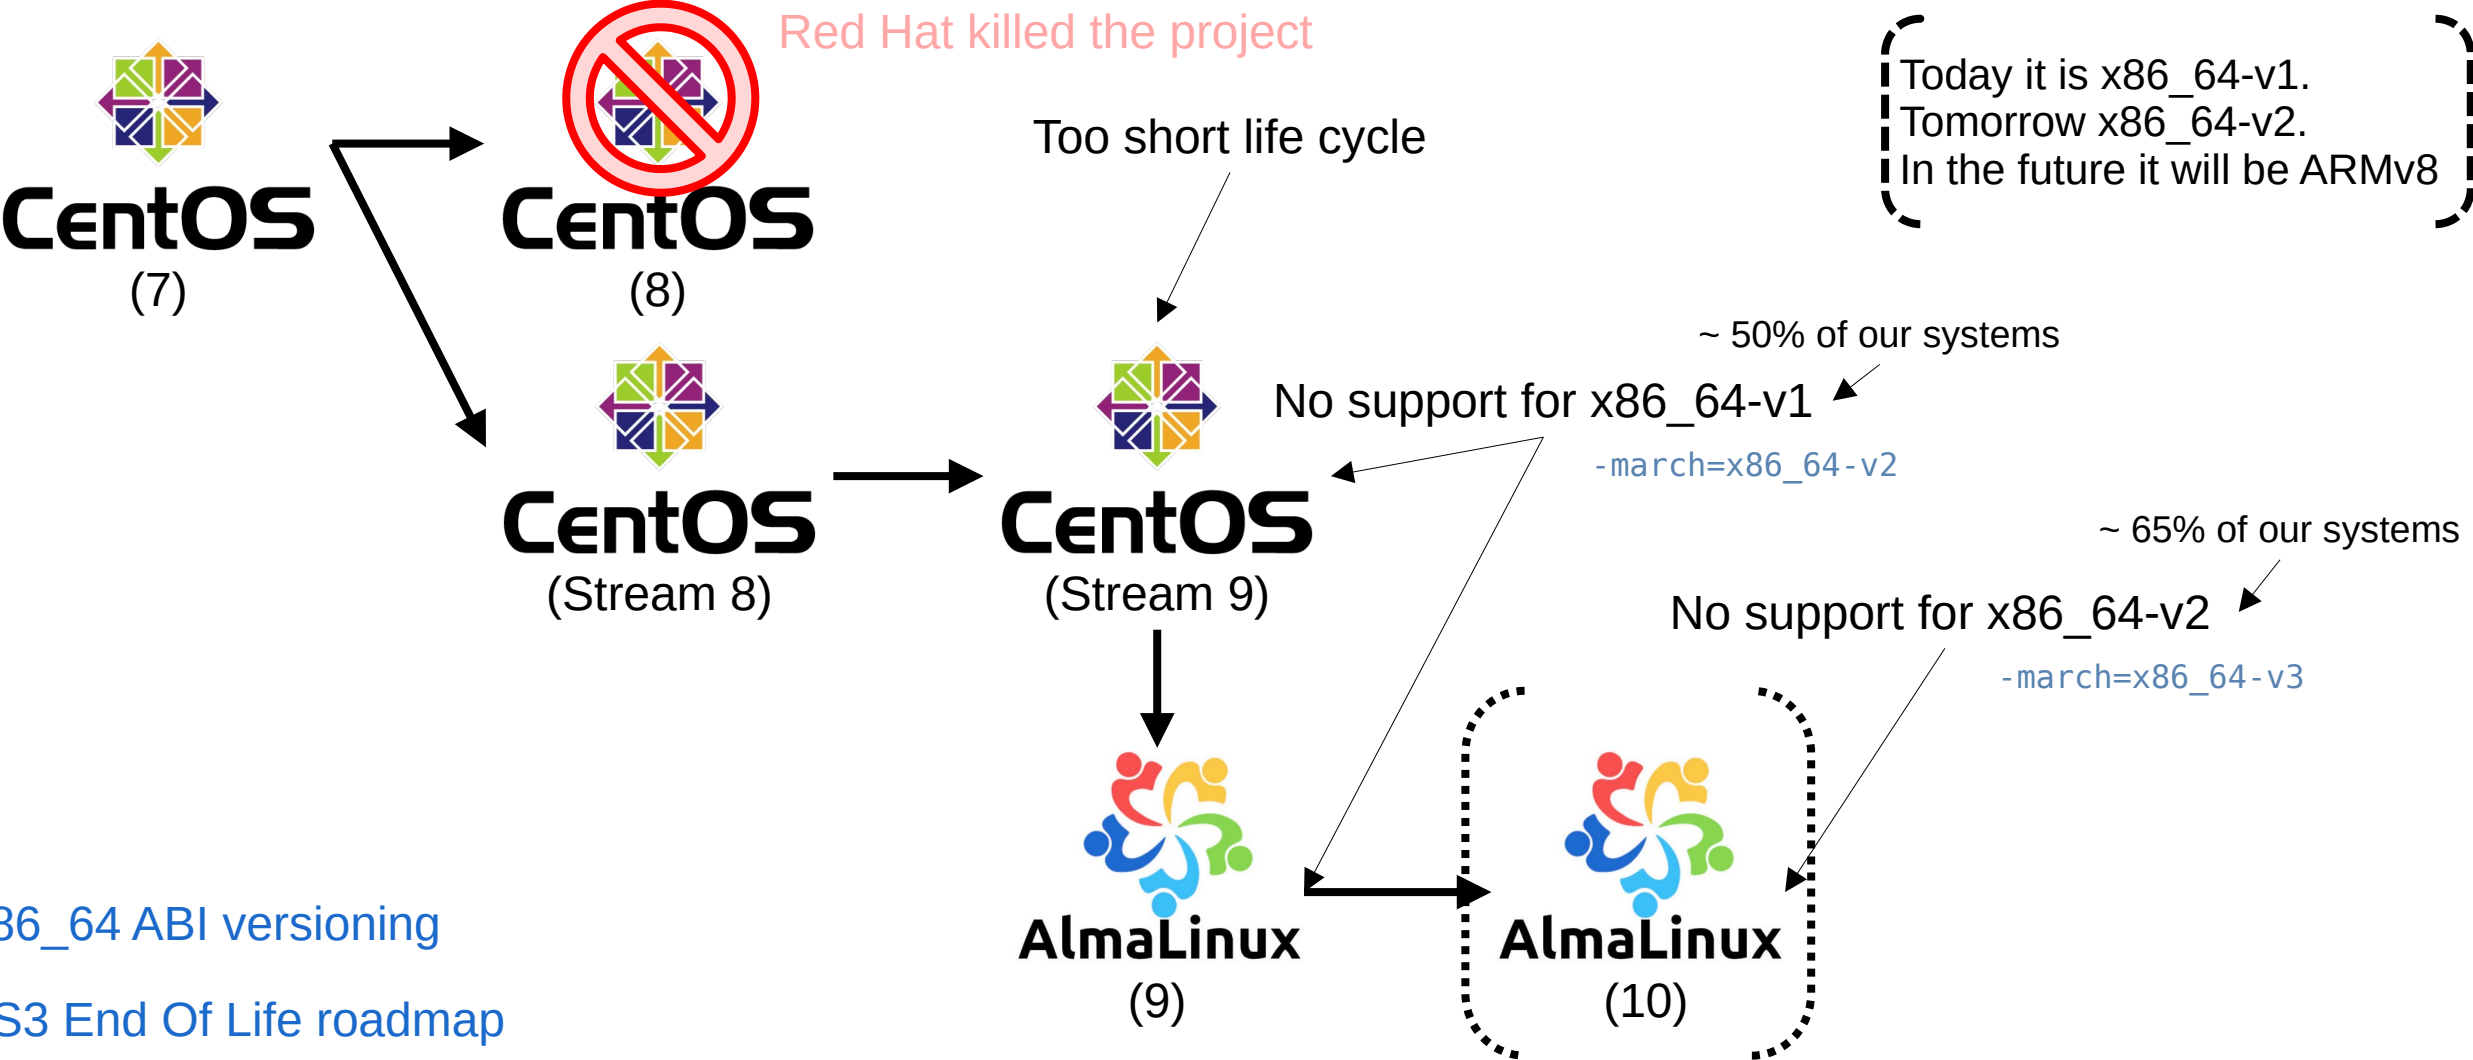 Red Hat killed the project
Today it is x86_64-v1.
Tomorrow x86_64-v2.
In the future it will be ARMv8
Too short life cycle
CentOS
(7)
CentOS
(8)
~ 50% of our systems
No support for x86_64-v1
-march=x86_64-v2
CentOS
(Stream 8)
CentOS
(Stream 9)
~ 65% of our systems
No support for x86_64-v2
-march=x86_64-v3
AlmaLinux
(9)
AlmaLinux
(10)
86_64 ABI versioning
S3 End Of Life roadmap